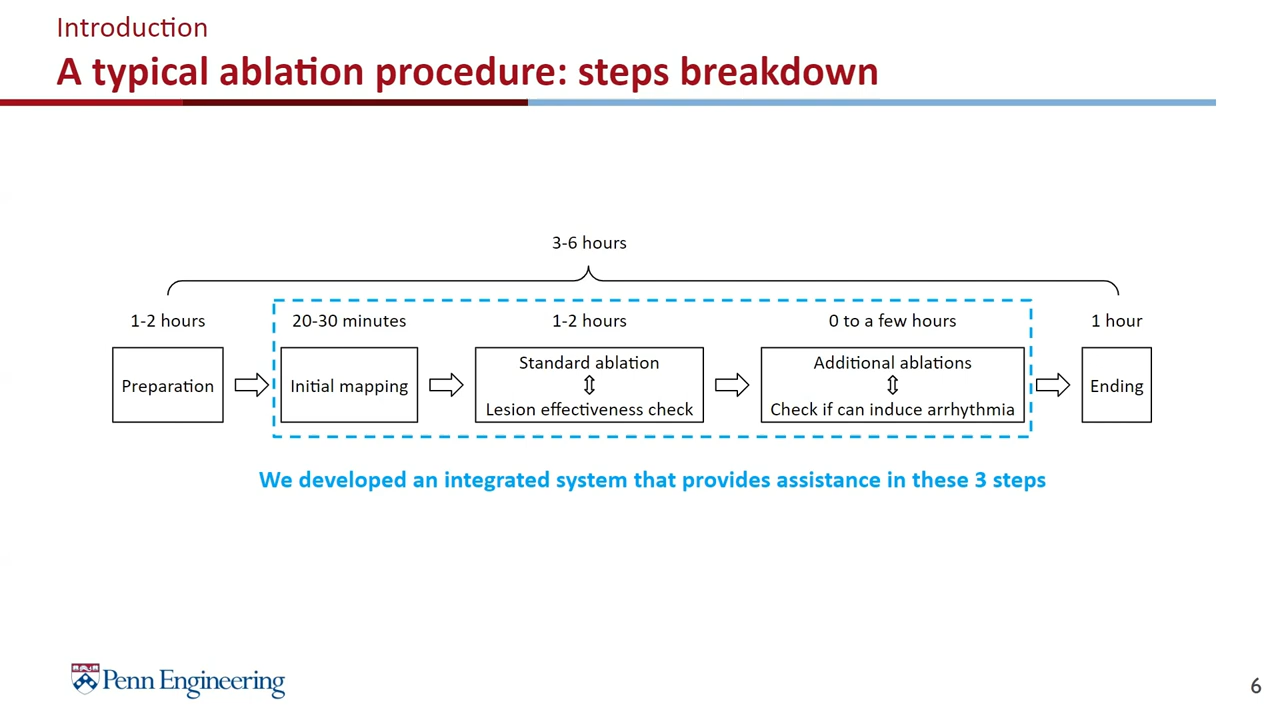 Introduction
A typical ablation procedure: steps breakdown
3-6 hours
1-2 hours
20-30 minutes
1-2 hours
0 to a few hours
1 hour
Preparation
Initial mapping
Standard ablation
Lesion effectiveness check
Additional ablations
Check if can induce arrhythmia
Ending
We developed an integrated system that provides assistance in these 3 steps
Penn Engineering
6